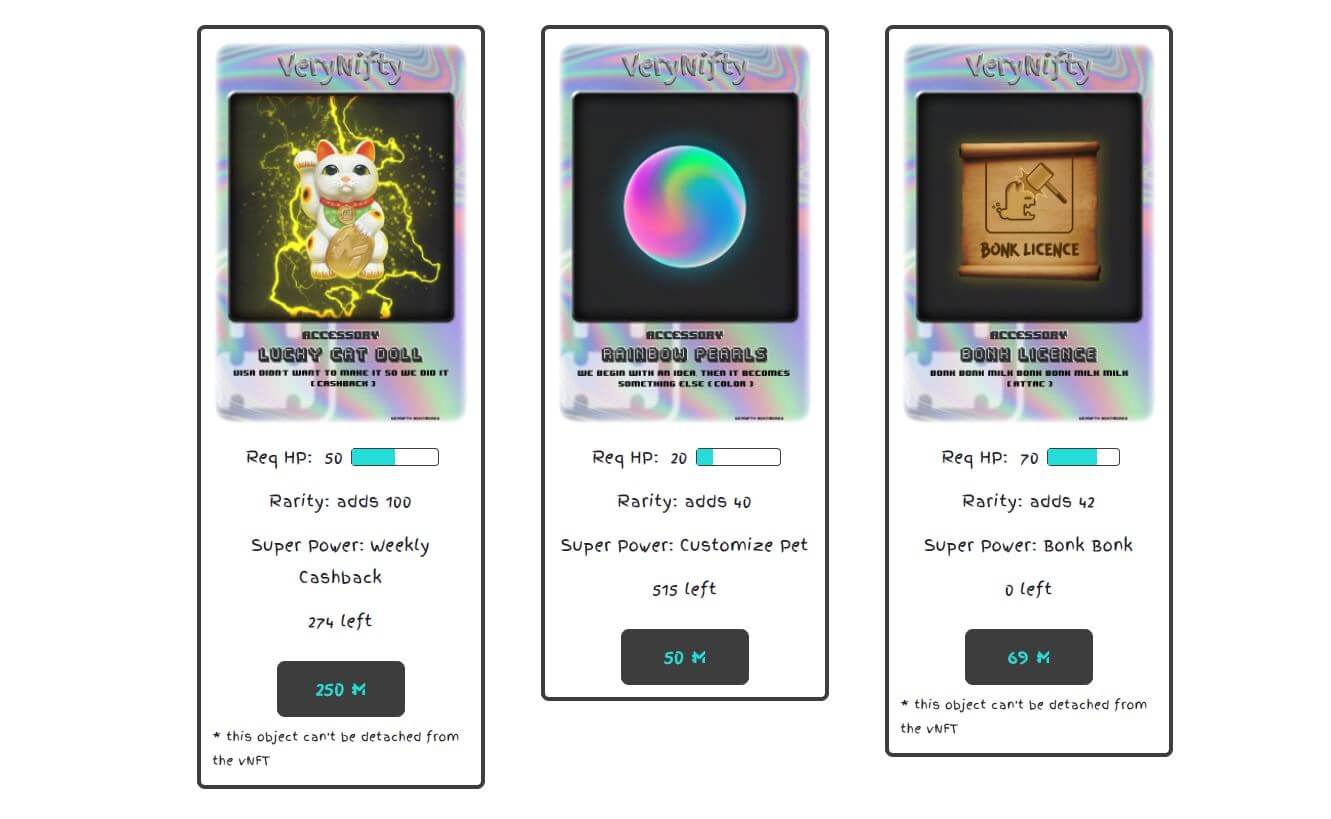 VeryNifty
ACCESSORY
LUCKY CAT DOLL
VISA DIDN'T WANT TO MAKE IT SO WE DID IT
( CASHBACK )
Req HP: 50
Rarity: adds 100
Super Power: Weekly
Cashback
274 left
250 M
* this object can't be detached from
the vNFT
VeryNifty
ACCESSORY
RAINBOW PEARLS
WE BEGIN WITH AN IDEA. THEN IT BECOMES
SOMETHING ELSE ( COLOR )
Req HP: 20
Rarity: adds 40
Super Power: Customize Pet
515 left
50 M
VeryNifty
BONK LICENCE
ACCESSORY
BONK LICENCE
BONK BONK MILK BONK BONK MILK MILK
( ATTAC )
Req HP: 70
Rarity: adds 42
Super Power: Bonk Bonk
0 left
69 M
* this object can't be detached from
the vNFT